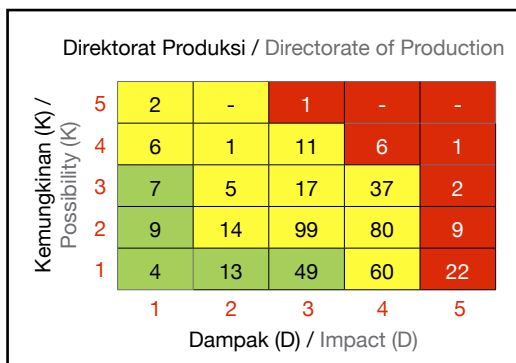 Direktorat Produksi / Directorate of Production
Kemungkinan (K) /
Possibility (K)
5 2 - 1 - -
4 6 1 11 6 1
3 7 5 17 37 2
2 9 14 99 80 9
1 4 13 49 60 22
1 2 3 4 5
Dampak (D) / Impact (D)